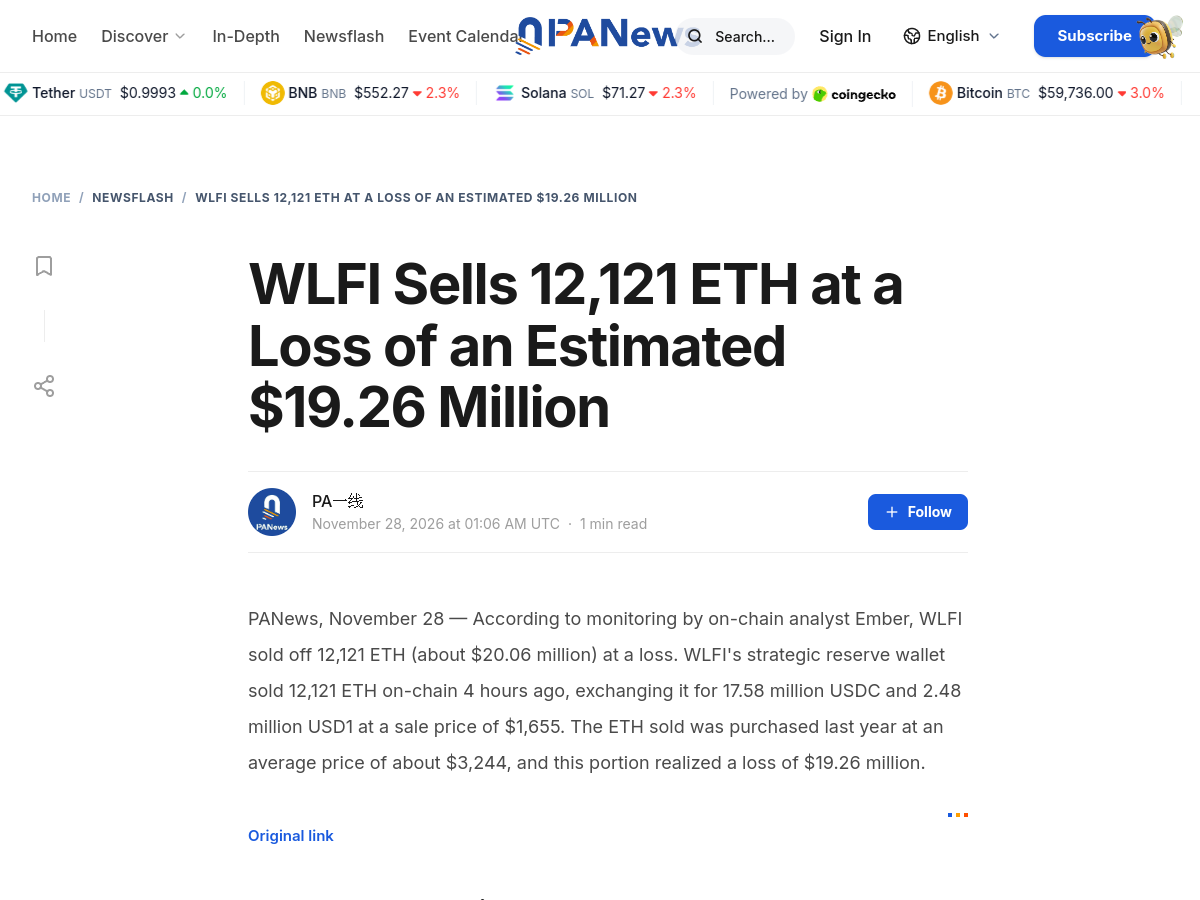 Home Discover In-Depth Newsflash Event Calendar PANews Search... Sign In English Subscribe
Tether USDT $0.9993 0.0% BNB BNB $552.27 2.3% Solana SOL $71.27 2.3% Powered by coingecko Bitcoin BTC $59,736.00 3.0%
HOME / NEWSFLASH / WLFI SELLS 12,121 ETH AT A LOSS OF AN ESTIMATED $19.26 MILLION
WLFI Sells 12,121 ETH at a
Loss of an Estimated
$19.26 Million
PANews
PA一线
November 28, 2026 at 01:06 AM UTC · 1 min read
+ Follow
PANews, November 28 — According to monitoring by on-chain analyst Ember, WLFI
sold off 12,121 ETH (about $20.06 million) at a loss. WLFI's strategic reserve wallet
sold 12,121 ETH on-chain 4 hours ago, exchanging it for 17.58 million USDC and 2.48
million USD1 at a sale price of $1,655. The ETH sold was purchased last year at an
average price of about $3,244, and this portion realized a loss of $19.26 million.
Original link